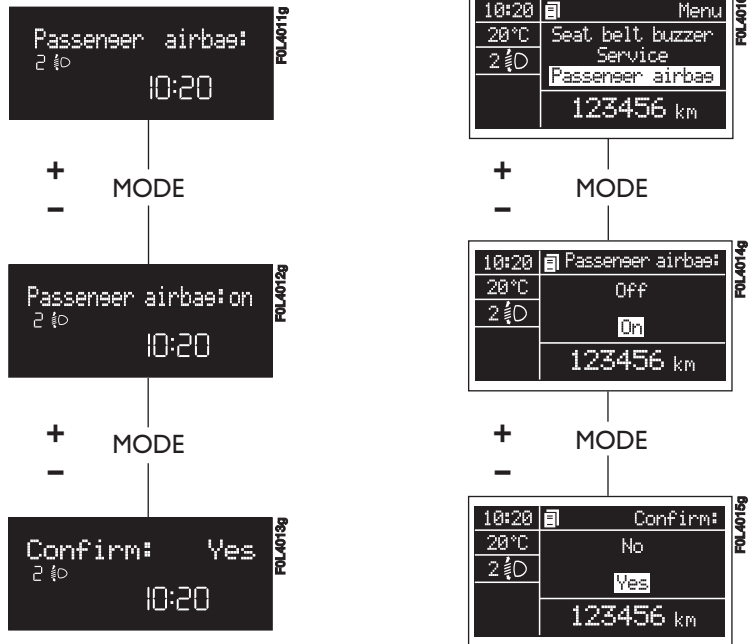 Passenger airbag:
2
10:20
F0L4011g
+
MODE
–
Passenger airbag:on
2
10:20
F0L4012g
+
MODE
–
Confirm: Yes
2
10:20
F0L4013g
10:20 Menu
20°C Seat belt buzzer
2 Service
Passenger airbag
123456 km
+
MODE
–
10:20 Passenger airbag:
20°C Off
2
On
123456 km
F0L4014g
+
MODE
–
10:20 Confirm:
20°C No
2
Yes
123456 km
F0L4015g